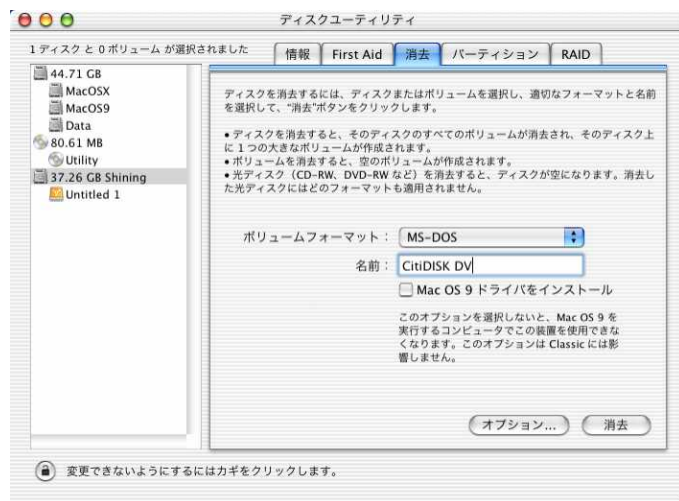 ディスクユーティリティ
1 ディスク と 0 ボリューム が選択されました
情報
First Aid
消去
パーティション
RAID
44.71 GB
MacOSX
MacOS9
Data
80.61 MB
Utility
37.26 GB Shining
Untitled 1
ディスクを消去するには、ディスクまたはボリュームを選択し、適切なフォーマットと名前
を選択して、“消去”ボタンをクリックします。
• ディスクを消去すると、そのディスクのすべてのボリュームが消去され、そのディスク上
に 1 つの大きなボリュームが作成されます。
• ボリュームを消去すると、空のボリュームが作成されます。
• 光ディスク（CD-RW、DVD-RW など）を消去すると、ディスクが空になります。消去し
た光ディスクにはどのフォーマットも適用されません。
ボリュームフォーマット： MS-DOS
名前： CitiDISK DV
Mac OS 9 ドライバをインストール
このオプションを選択しないと、Mac OS 9 を
実行するコンピュータでこの装置を使用できな
くなります。このオプションは Classic には影
響しません。
オプション...
消去
変更できないようにするにはカギをクリックします。